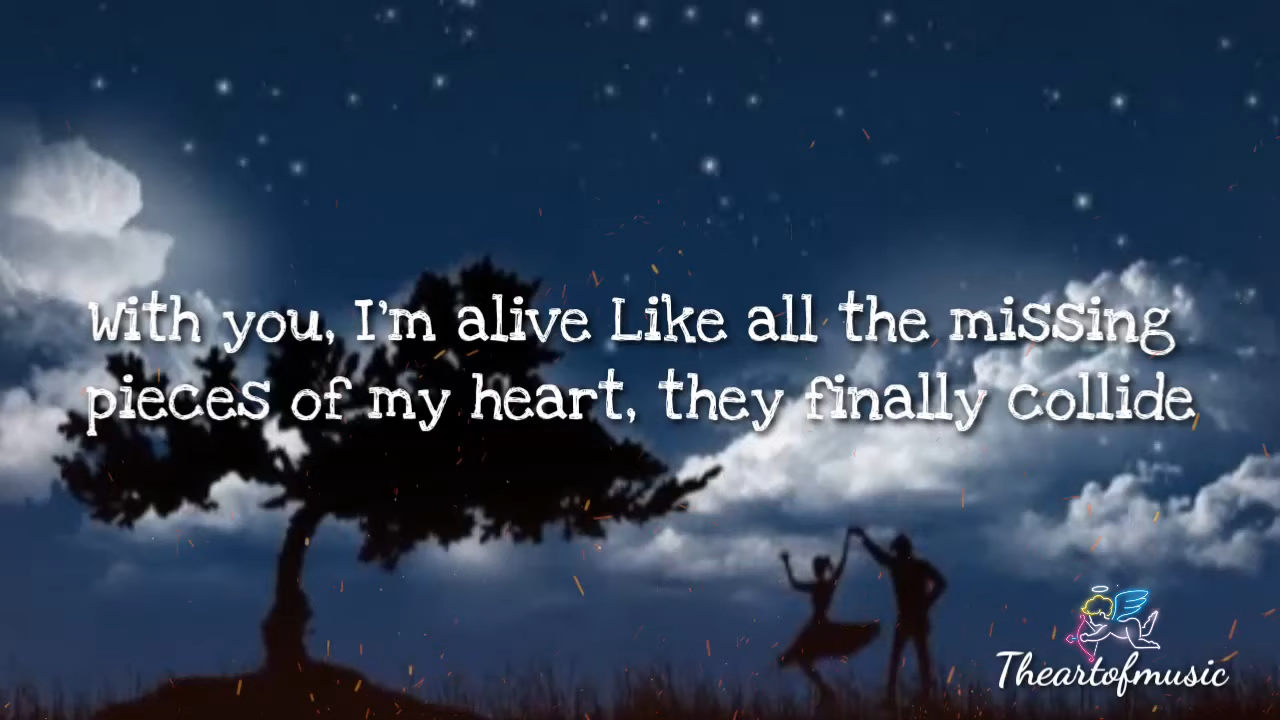 With you, I'm alive Like all the missing
pieces of my heart, they finally collide
Theartofmusic